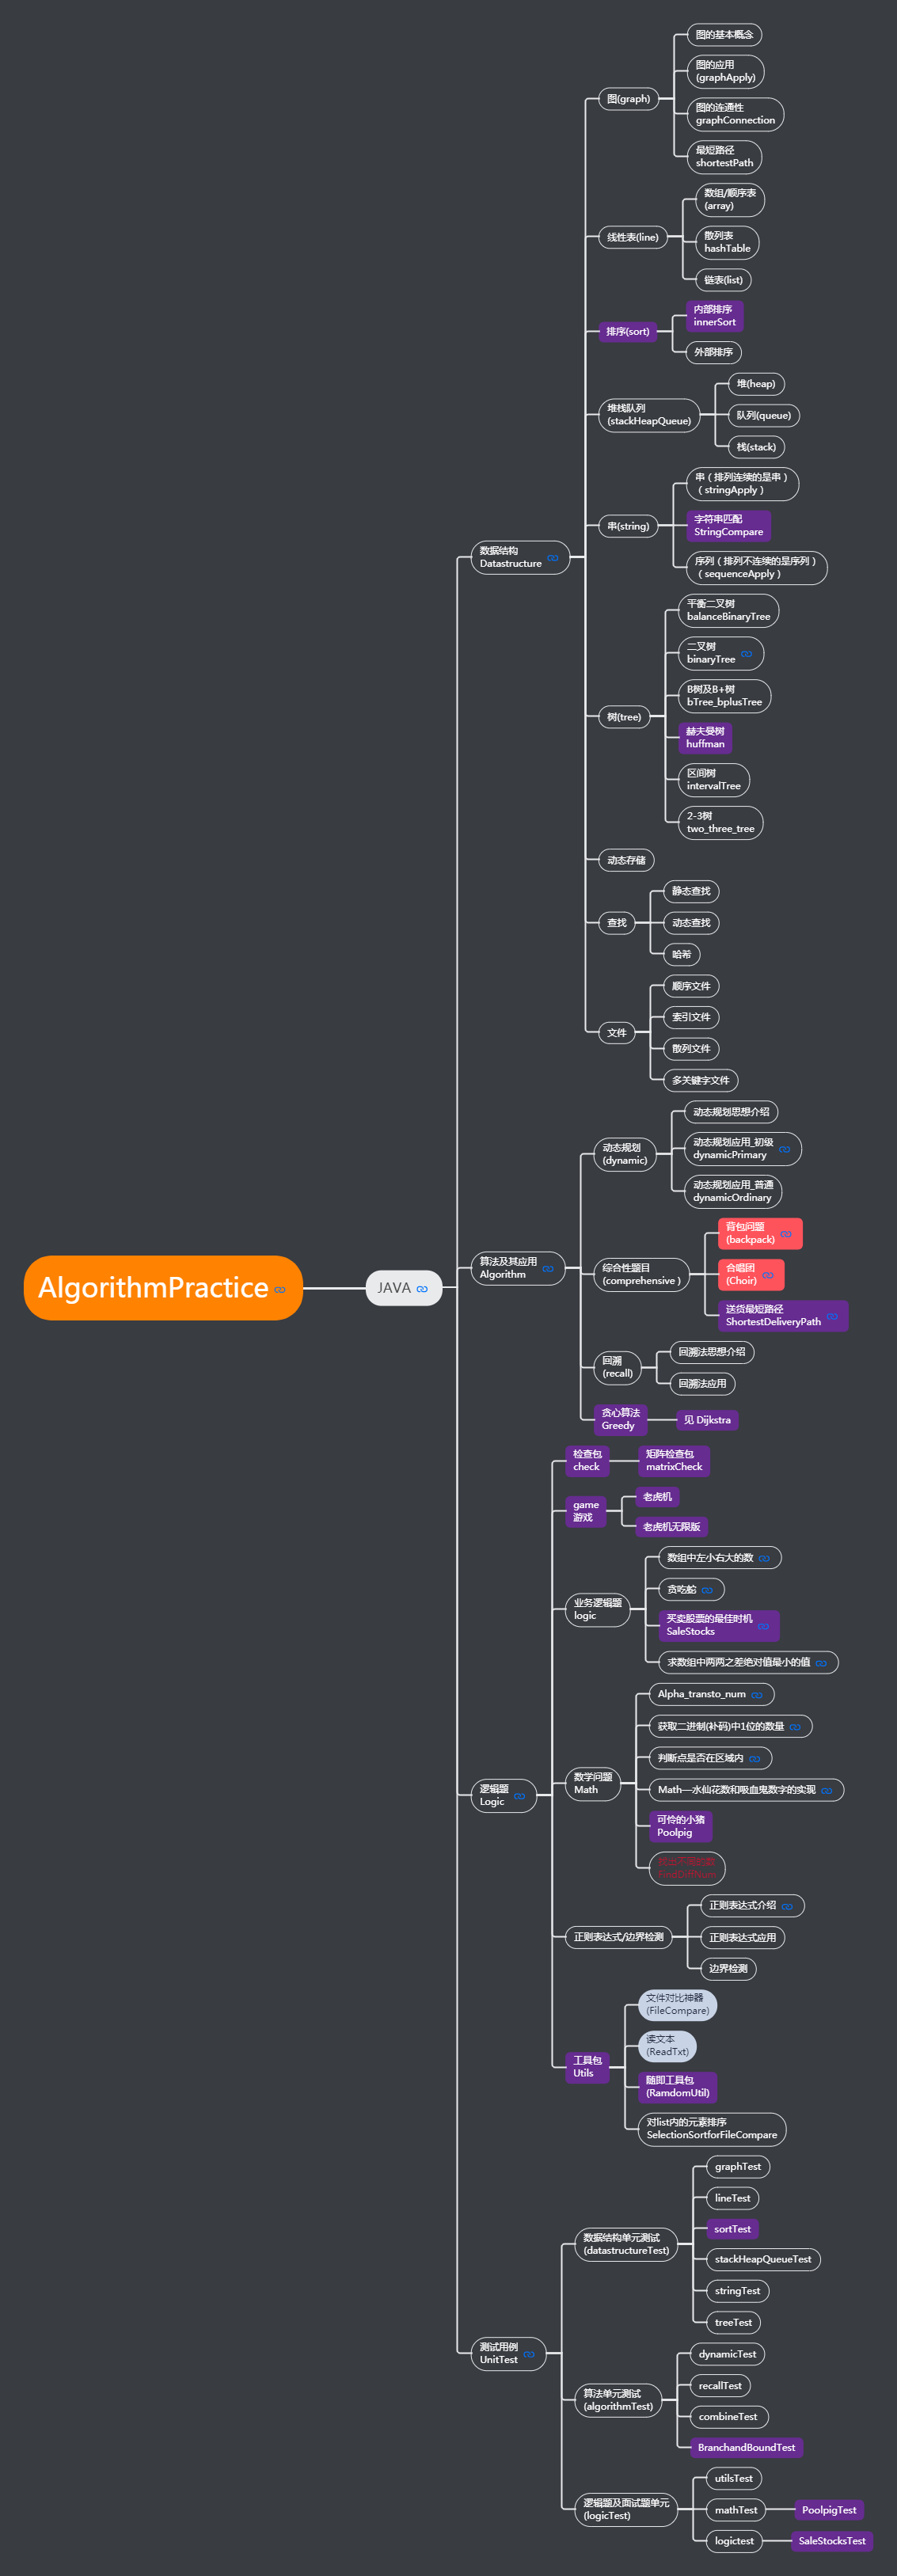 AlgorithmPractice
JAVA
数据结构
Datastructure
图(graph)
图的基本概念
图的应用
(graphApply)
图的连通性
graphConnection
最短路径
shortestPath
线性表(line)
数组/顺序表
(array)
散列表
hashTable
链表(list)
排序(sort)
内部排序
innerSort
外部排序
堆栈队列
(stackHeapQueue)
堆(heap)
队列(queue)
栈(stack)
串(string)
串（排列连续的是串）
（stringApply）
字符串匹配
StringCompare
序列（排列不连续的是序列）
（sequenceApply）
树(tree)
平衡二叉树
balanceBinaryTree
二叉树
binaryTree
B树及B+树
bTree_bplusTree
赫夫曼树
huffman
区间树
intervalTree
2-3树
two_three_tree
动态存储
查找
静态查找
动态查找
哈希
文件
顺序文件
索引文件
散列文件
多关键字文件
算法及其应用
Algorithm
动态规划
(dynamic)
动态规划思想介绍
动态规划应用_初级
dynamicPrimary
动态规划应用_普通
dynamicOrdinary
综合性题目
(comprehensive )
背包问题
(backpack)
合唱团
(Choir)
送货最短路径
ShortestDeliveryPath
回溯
(recall)
回溯法思想介绍
回溯法应用
贪心算法
Greedy
见 Dijkstra
逻辑题
Logic
检查包
check
矩阵检查包
matrixCheck
game
游戏
老虎机
老虎机无限版
业务逻辑题
logic
数组中左小右大的数
贪吃蛇
买卖股票的最佳时机
SaleStocks
求数组中两两之差绝对值最小的值
数学问题
Math
Alpha_transto_num
获取二进制(补码)中1位的数量
判断点是否在区域内
Math—水仙花数和吸血鬼数字的实现
可怜的小猪
Poolpig
正则表达式/边界检测
正则表达式介绍
正则表达式应用
边界检测
工具包
Utils
文件对比神器
(FileCompare)
读文本
(ReadTxt)
随即工具包
(RamdomUtil)
对list内的元素排序
SelectionSortforFileCompare
测试用例
UnitTest
数据结构单元测试
(datastructureTest)
graphTest
lineTest
sortTest
stackHeapQueueTest
stringTest
treeTest
算法单元测试
(algorithmTest)
dynamicTest
recallTest
combineTest
BranchandBoundTest
逻辑题及面试题单元
(logicTest)
utilsTest
mathTest
PoolpigTest
logictest
SaleStocksTest